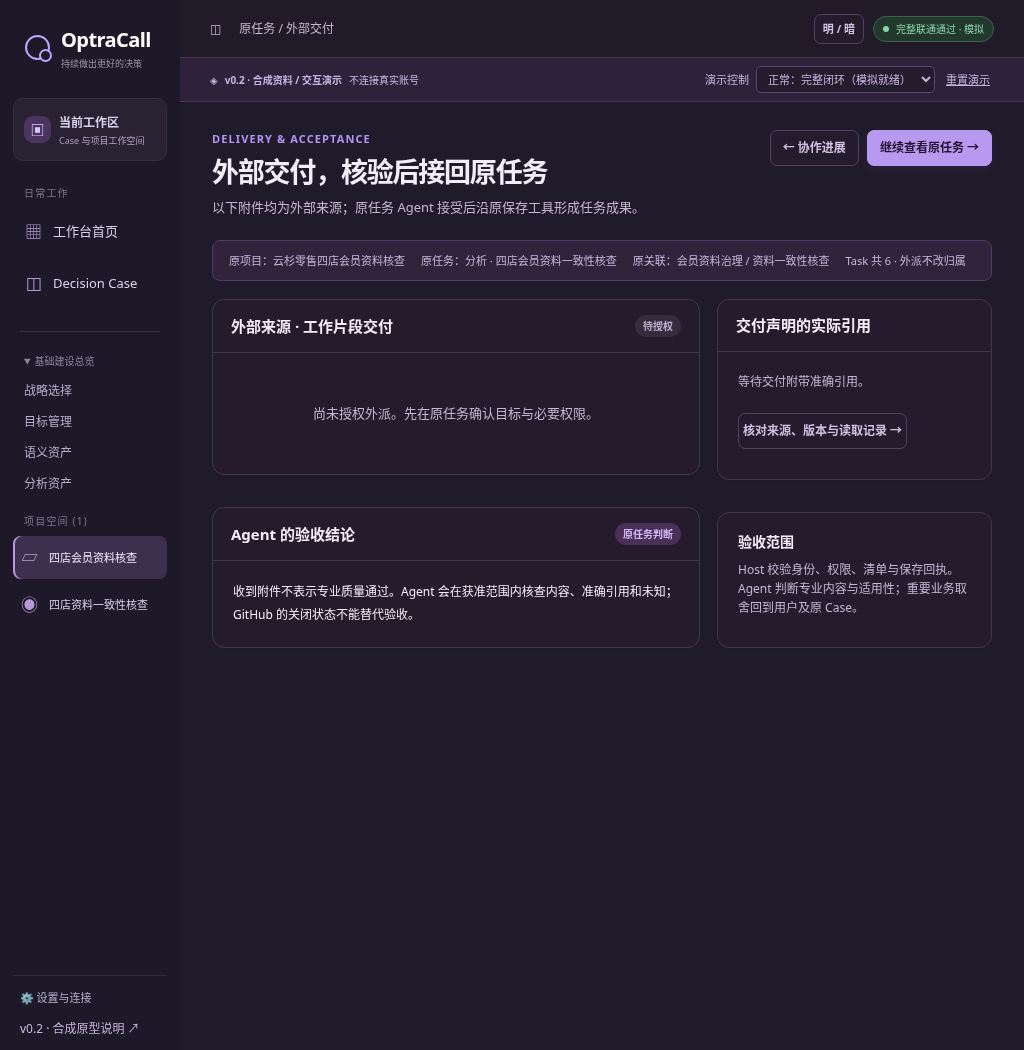 OptraCall
持续做出更好的决策
当前工作区
Case 与项目工作空间
日常工作
工作台首页
Decision Case
▼ 基础建设总览
战略选择
目标管理
语义资产
分析资产
项目空间 (1)
四店会员资料核查
四店资料一致性核查
⚙️ 设置与连接
v0.2 · 合成原型说明 ↗
原任务 / 外部交付
明 / 暗
完整联通通过 · 模拟
v0.2 · 合成资料 / 交互演示 不连接真实账号
演示控制
正常：完整闭环（模拟就绪）
重置演示
DELIVERY & ACCEPTANCE
外部交付，核验后接回原任务
以下附件均为外部来源；原任务 Agent 接受后沿原保存工具形成任务成果。
← 协作进展
继续查看原任务 →
原项目：云杉零售四店会员资料核查 原任务：分析 · 四店会员资料一致性核查 原关联：会员资料治理 / 资料一致性核查 Task 共 6 · 外派不改归属
外部来源 · 工作片段交付
待授权
尚未授权外派。先在原任务确认目标与必要权限。
交付声明的实际引用
等待交付附带准确引用。
核对来源、版本与读取记录 →
Agent 的验收结论
原任务判断
收到附件不表示专业质量通过。Agent 会在获准范围内核查内容、准确引用和未知；
GitHub 的关闭状态不能替代验收。
验收范围
Host 校验身份、权限、清单与保存回执。
Agent 判断专业内容与适用性；重要业务取
舍回到用户及原 Case。